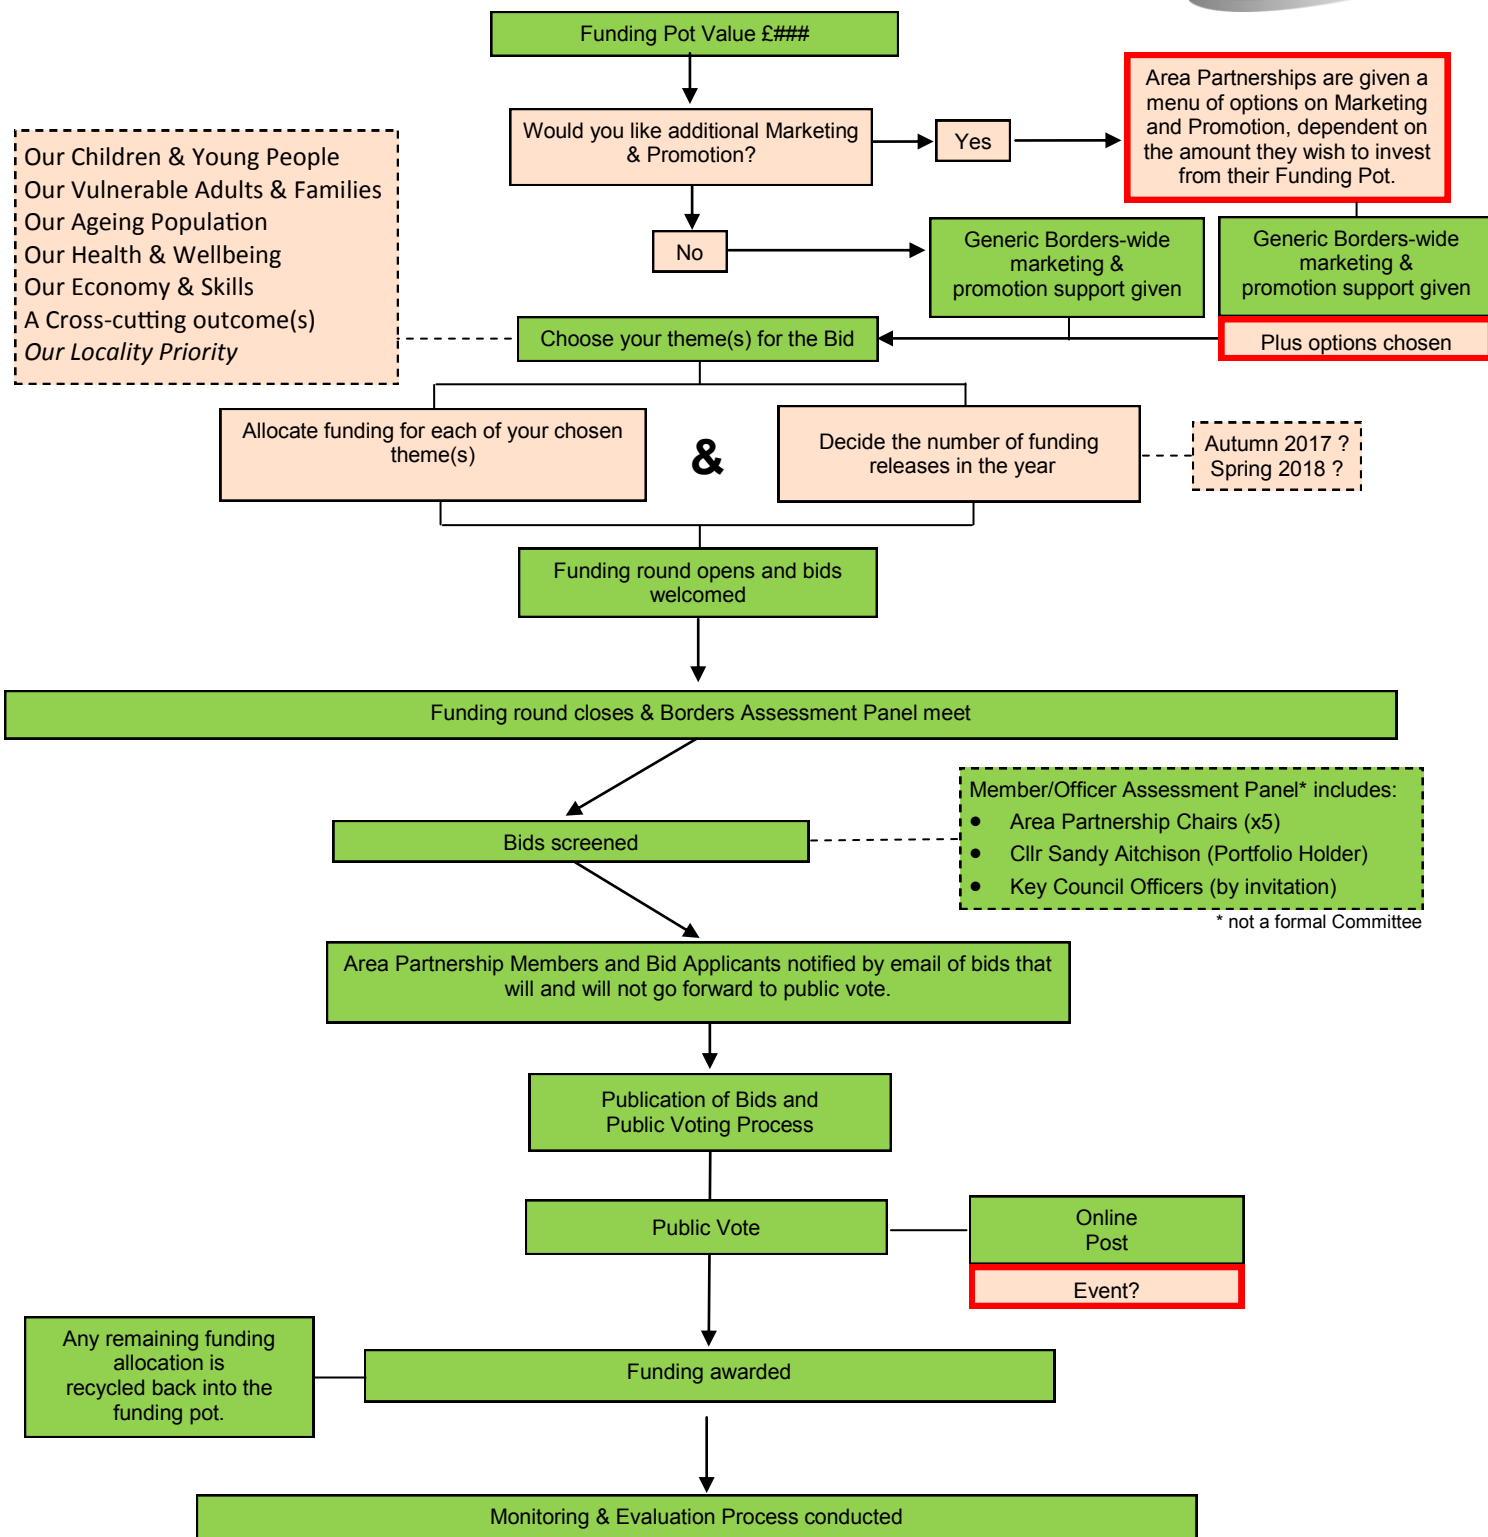 Funding Pot Value £###
Would you like additional Marketing
& Promotion?
Yes
Area Partnerships are given a
menu of options on Marketing
and Promotion, dependent on
the amount they wish to invest
from their Funding Pot.
Our Children & Young People
Our Vulnerable Adults & Families
Our Ageing Population
Our Health & Wellbeing
Our Economy & Skills
A Cross-cutting outcome(s)
Our Locality Priority
No
Generic Borders-wide
marketing &
promotion support given
Generic Borders-wide
marketing &
promotion support given
Plus options chosen
Choose your theme(s) for the Bid
Allocate funding for each of your chosen
theme(s)
&
Decide the number of funding
releases in the year
Autumn 2017 ?
Spring 2018 ?
Funding round opens and bids
welcomed
Funding round closes & Borders Assessment Panel meet
Bids screened
Member/Officer Assessment Panel* includes:
• Area Partnership Chairs (x5)
• Cllr Sandy Aitchison (Portfolio Holder)
• Key Council Officers (by invitation)
* not a formal Committee
Area Partnership Members and Bid Applicants notified by email of bids that
will and will not go forward to public vote.
Publication of Bids and
Public Voting Process
Public Vote
Online
Post
Event?
Any remaining funding
allocation is
recycled back into the
funding pot.
Funding awarded
Monitoring & Evaluation Process conducted